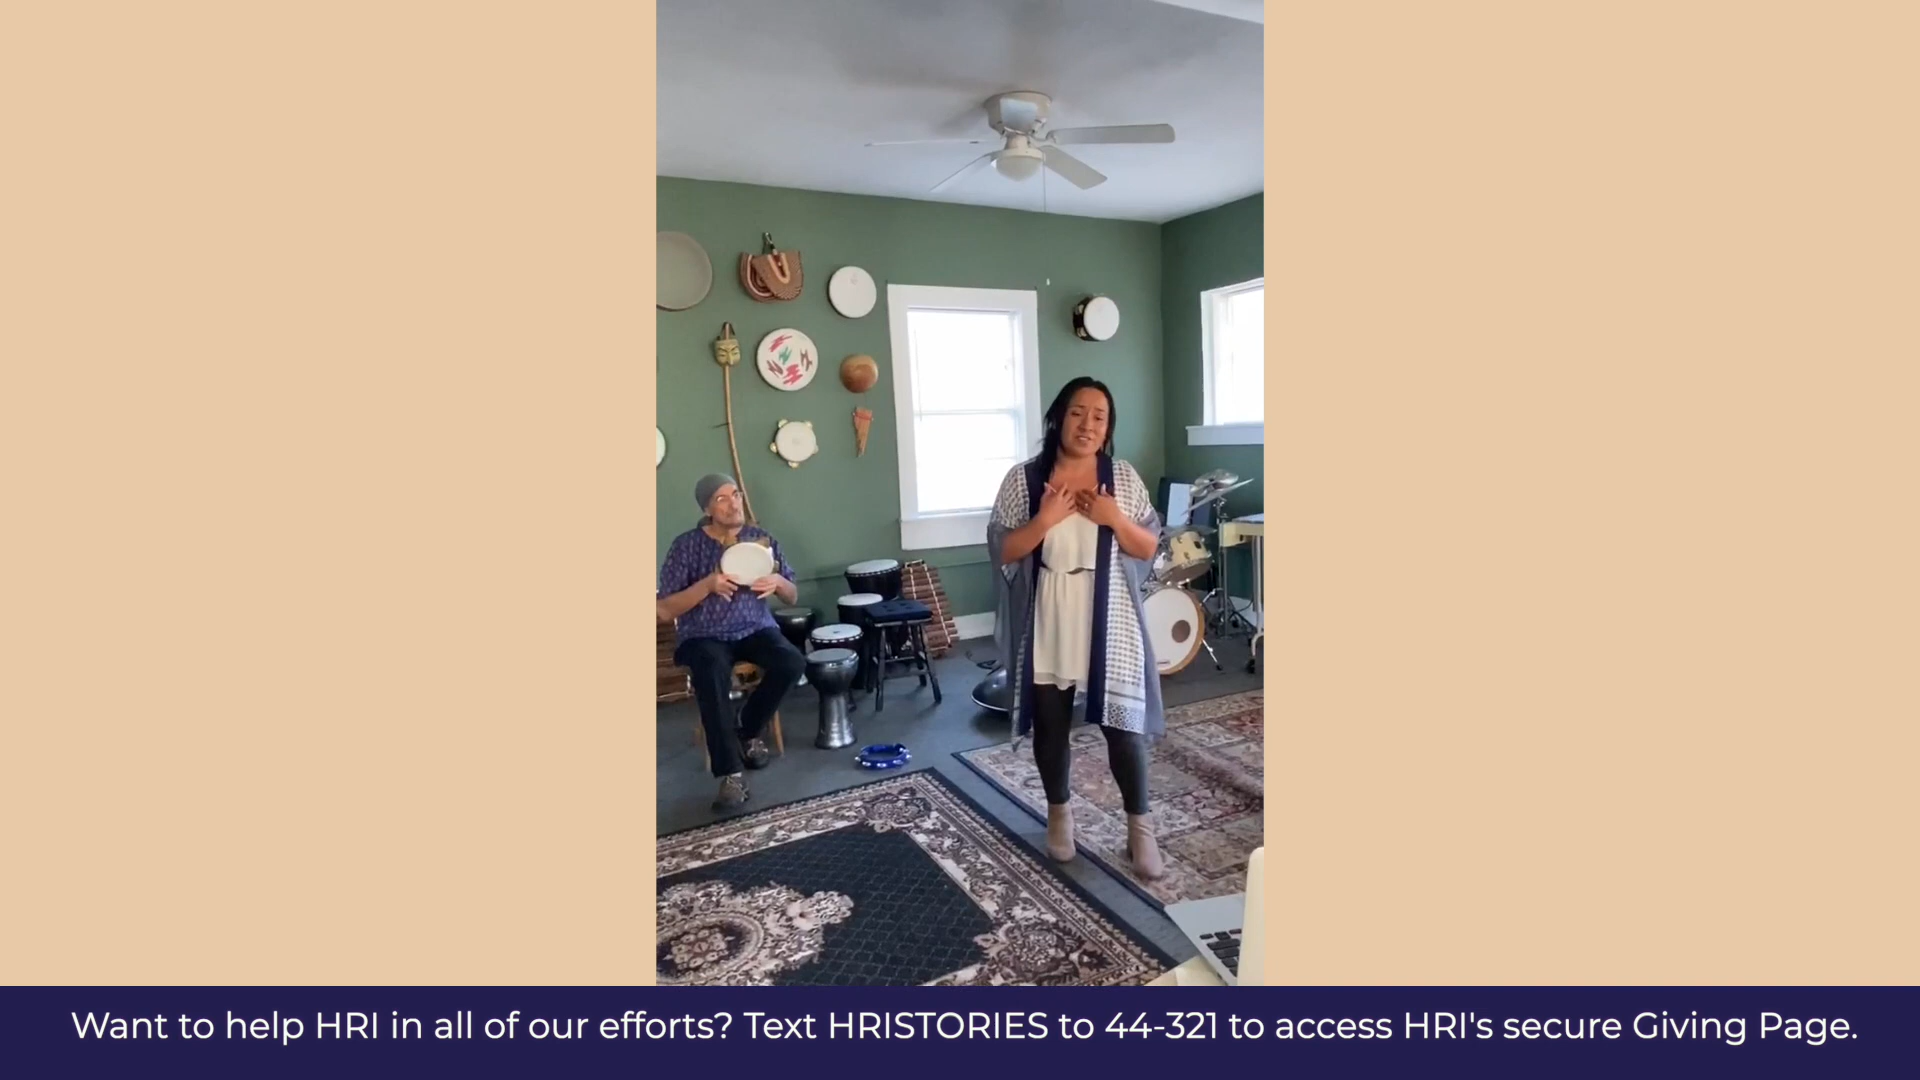 Want to help HRI in all of our efforts? Text HRISTORIES to 44-321 to access HRI's secure Giving Page.